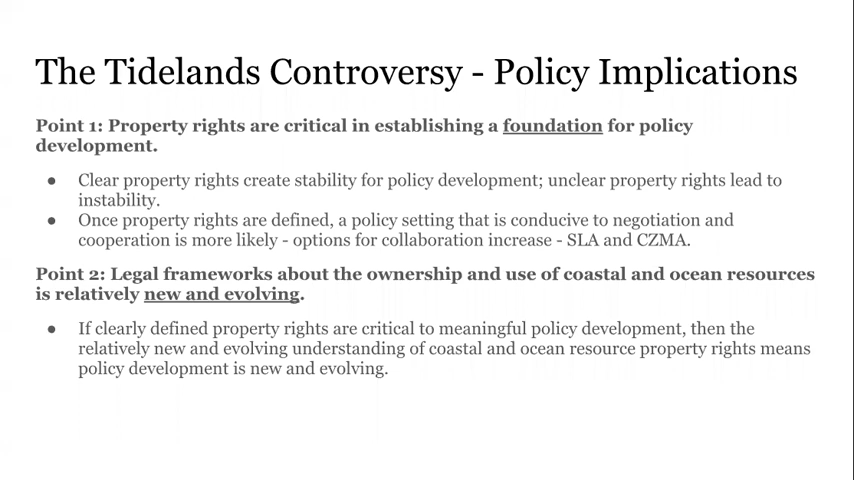 The Tidelands Controversy - Policy Implications
Point 1: Property rights are critical in establishing a foundation for policy
development.
● Clear property rights create stability for policy development; unclear property rights lead to
instability.
● Once property rights are defined, a policy setting that is conducive to negotiation and
cooperation is more likely - options for collaboration increase - SLA and CZMA.
Point 2: Legal frameworks about the ownership and use of coastal and ocean resources
is relatively new and evolving.
● If clearly defined property rights are critical to meaningful policy development, then the
relatively new and evolving understanding of coastal and ocean resource property rights means
policy development is new and evolving.